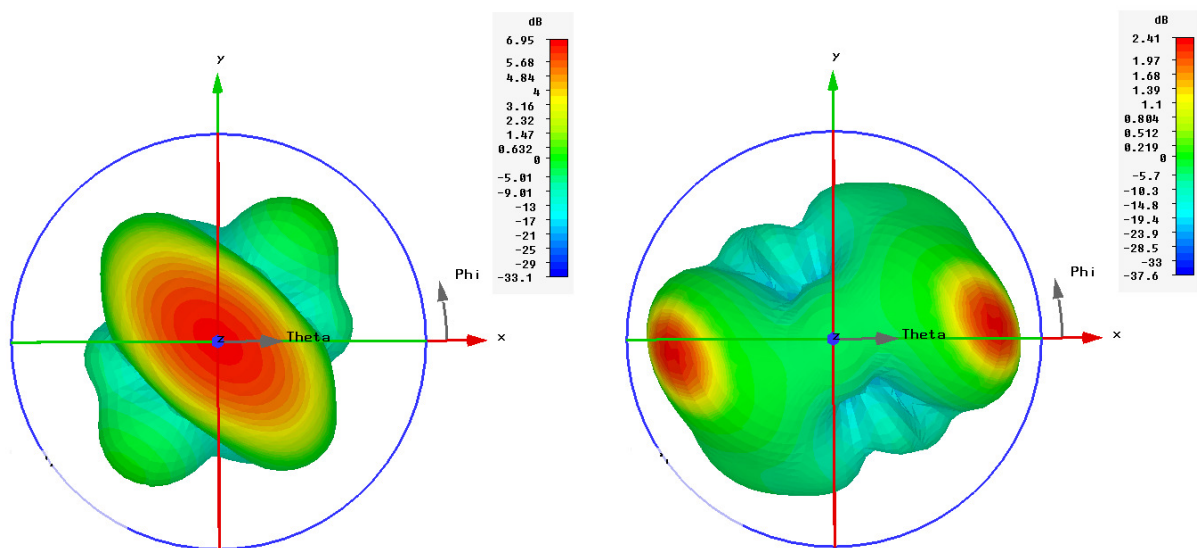 dB
6.95
5.68
4.84
4
3.16
2.32
1.47
0.632
0
-5.01
-9.01
-13
-17
-21
-25
-29
-33.1
y
Phi
x
z
Theta
dB
2.41
1.97
1.68
1.39
1.1
0.804
0.512
0.219
0
-5.7
-10.3
-14.8
-19.4
-23.9
-28.5
-33
-37.6
y
Phi
x
z
Theta